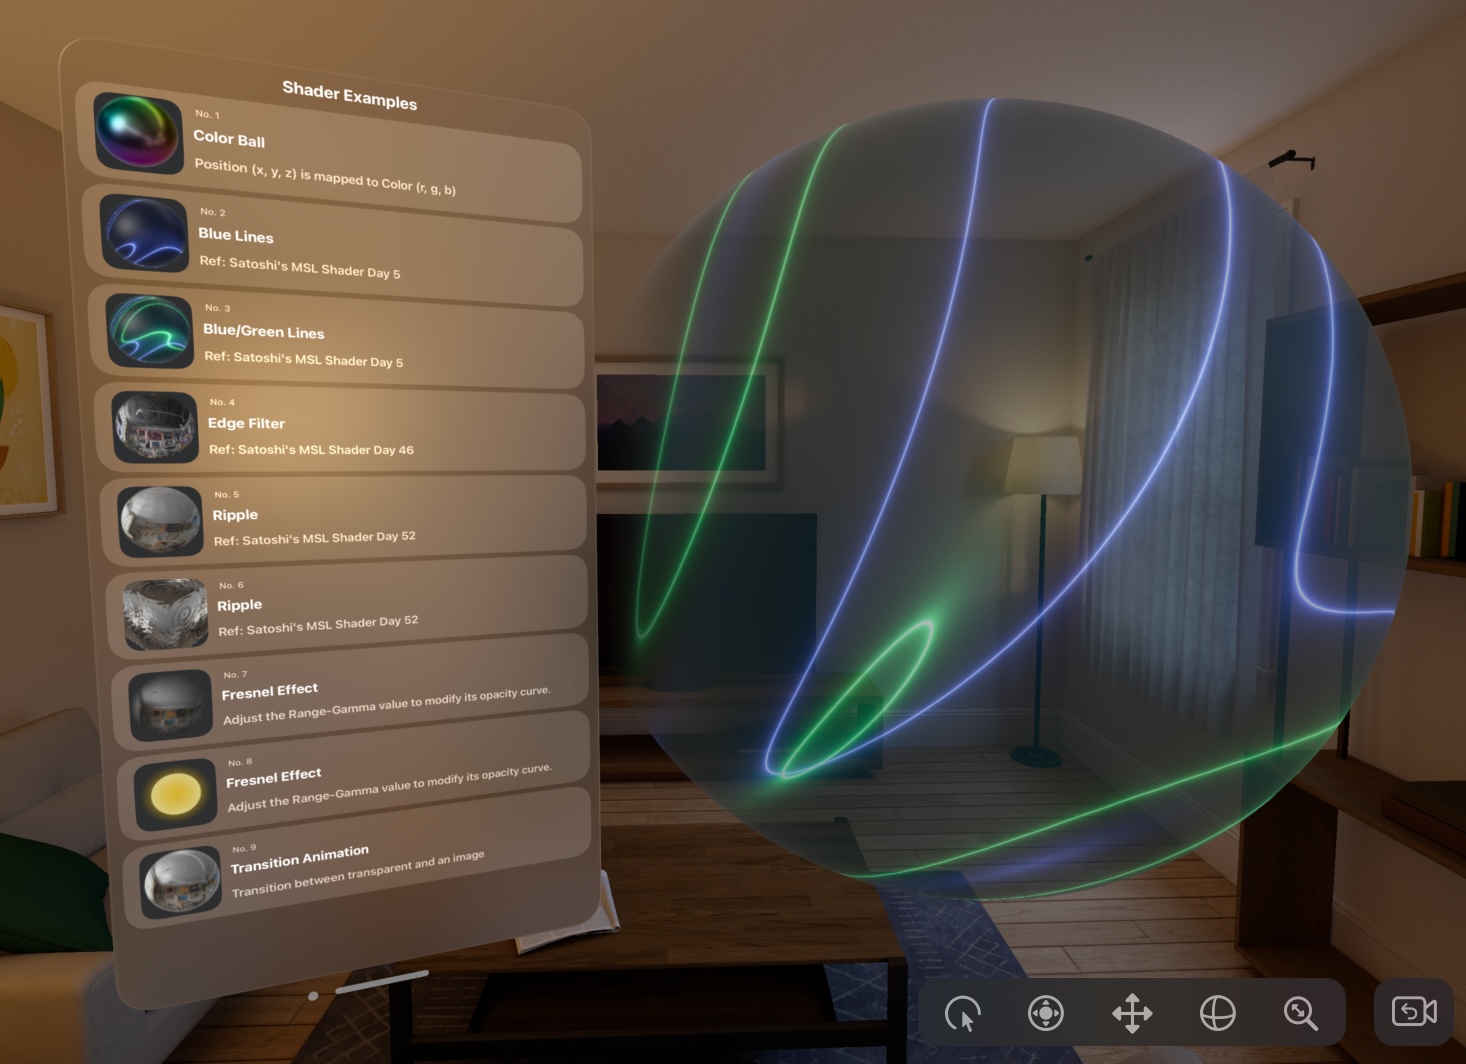 Shader Examples
No. 1
Color Ball
Position (x, y, z) is mapped to Color (r, g, b)
No. 2
Blue Lines
Ref: Satoshi's MSL Shader Day 5
No. 3
Blue/Green Lines
Ref: Satoshi's MSL Shader Day 5
No. 4
Edge Filter
Ref: Satoshi's MSL Shader Day 46
No. 5
Ripple
Ref: Satoshi's MSL Shader Day 52
No. 6
Ripple
Ref: Satoshi's MSL Shader Day 52
No. 7
Fresnel Effect
Adjust the Range-Gamma value to modify its opacity curve.
No. 8
Fresnel Effect
Adjust the Range-Gamma value to modify its opacity curve.
No. 9
Transition Animation
Transition between transparent and an image